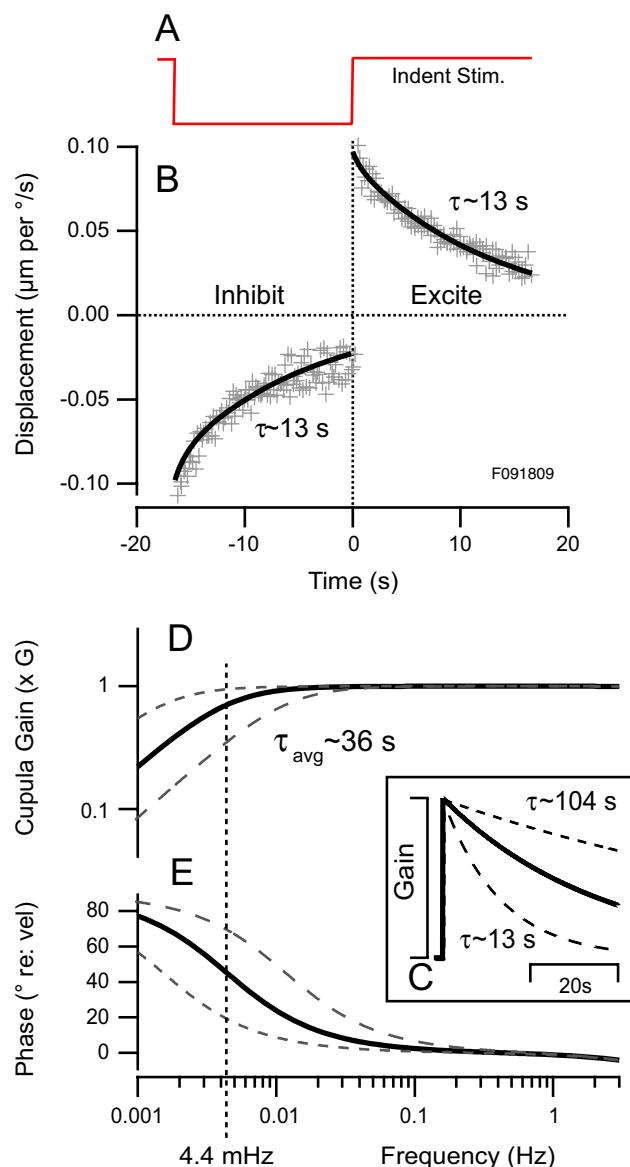 A
Indent Stim.
0.10
B
τ~13 s
0.05
Displacement (µm per °/s)
Inhibit
Excite
0.00
-0.05
τ~13 s
-0.10
F091809
-20
-10
0
10
20
Time (s)
D
Cupula Gain (x G)
1
τavg~36 s
0.1
τ~104 s
Gain
τ~13 s
C
20s
E
Phase (° re: vel)
80
60
40
20
0
0.001
0.01
0.1
1
4.4 mHz
Frequency (Hz)